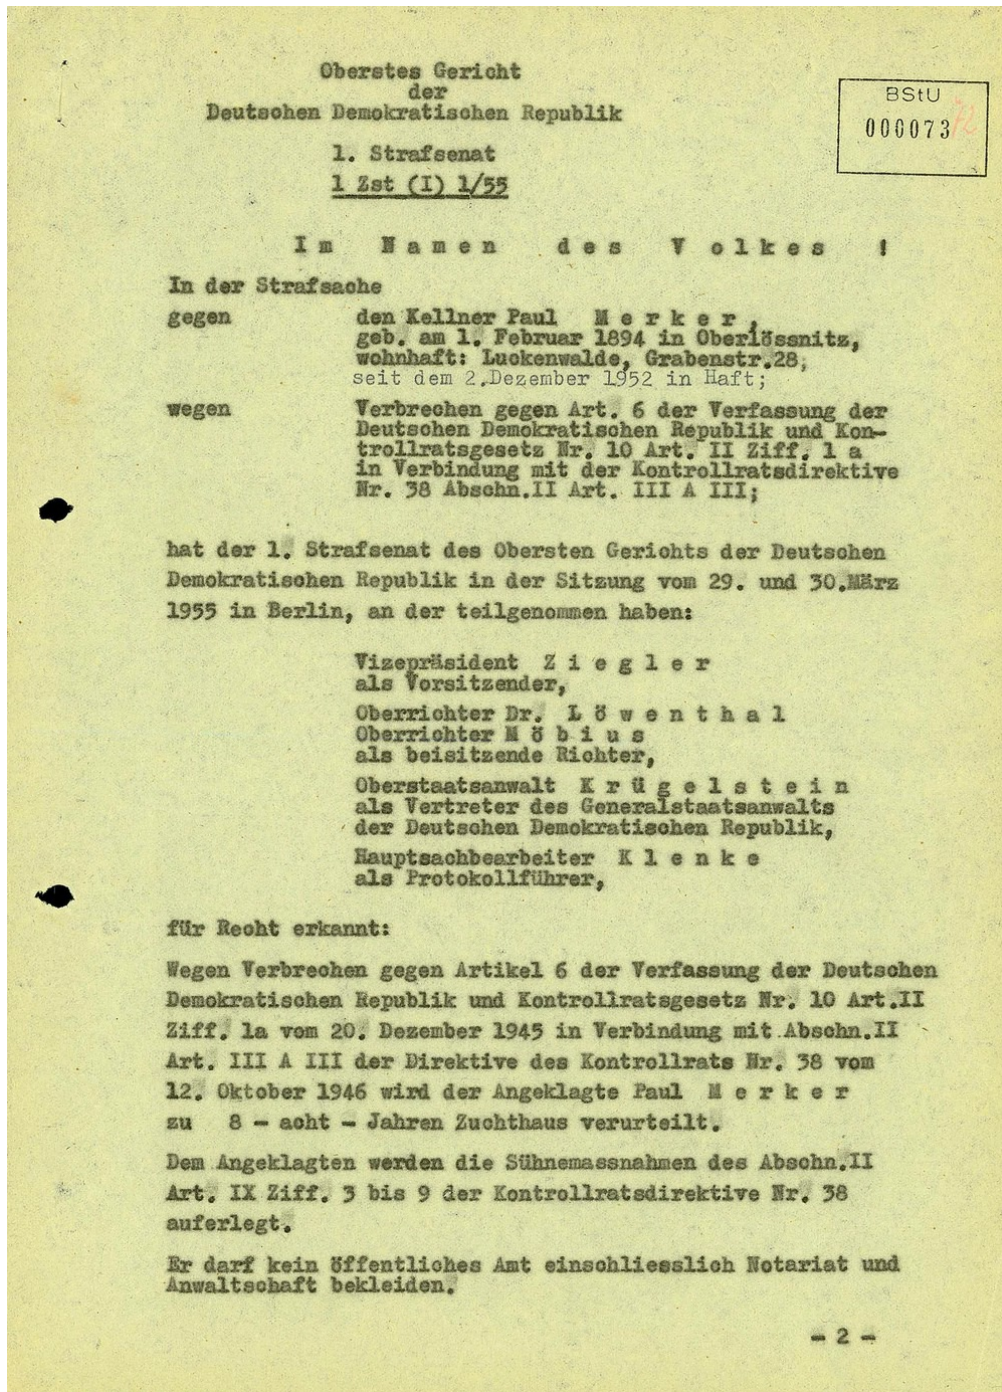 Oberstes Gericht
der
Deutschen Demokratischen Republik
BStU
000073
72
1. Strafsenat
1 Zst (I) 1/55
Im Namen des Volkes !
In der Strafsache
gegen den Kellner Paul Merker,
geb. am 1. Februar 1894 in Oberlössnitz,
wohnhaft: Luckenwalde, Grabenstr.28,
seit dem 2.Dezember 1952 in Haft;
wegen Verbrechen gegen Art. 6 der Verfassung der
Deutschen Demokratischen Republik und Kon-
trollratsgesetz Nr. 10 Art. II Ziff. 1 a
in Verbindung mit der Kontrollratsdirektive
Nr. 38 Abschn.II Art. III A III;
hat der 1. Strafsenat des Obersten Gerichts der Deutschen
Demokratischen Republik in der Sitzung vom 29. und 30.März
1955 in Berlin, an der teilgenommen haben:
Vizepräsident Ziegler
als Vorsitzender,
Oberrichter Dr. Löwenthal
Oberrichter Möbius
als beisitzende Richter,
Oberstaatsanwalt Krügelstein
als Vertreter des Generalstaatsanwalts
der Deutschen Demokratischen Republik,
Hauptsachbearbeiter Klenke
als Protokollführer,
für Recht erkannt:
Wegen Verbrechen gegen Artikel 6 der Verfassung der Deutschen
Demokratischen Republik und Kontrollratsgesetz Nr. 10 Art.II
Ziff. 1a vom 20. Dezember 1945 in Verbindung mit Abschn.II
Art. III A III der Direktive des Kontrollrats Nr. 38 vom
12. Oktober 1946 wird der Angeklagte Paul Merker
zu 8 - acht - Jahren Zuchthaus verurteilt.
Dem Angeklagten werden die Sühnemassnahmen des Abschn.II
Art. IX Ziff. 3 bis 9 der Kontrollratsdirektive Nr. 38
auferlegt.
Er darf kein öffentliches Amt einschliesslich Notariat und
Anwaltschaft bekleiden.
- 2 -